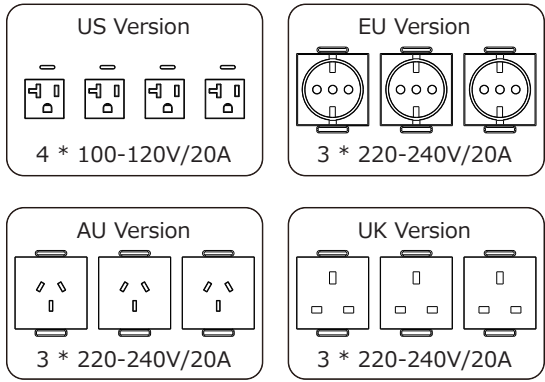 US Version
4 * 100-120V/20A
EU Version
3 * 220-240V/20A
AU Version
3 * 220-240V/20A
UK Version
3 * 220-240V/20A